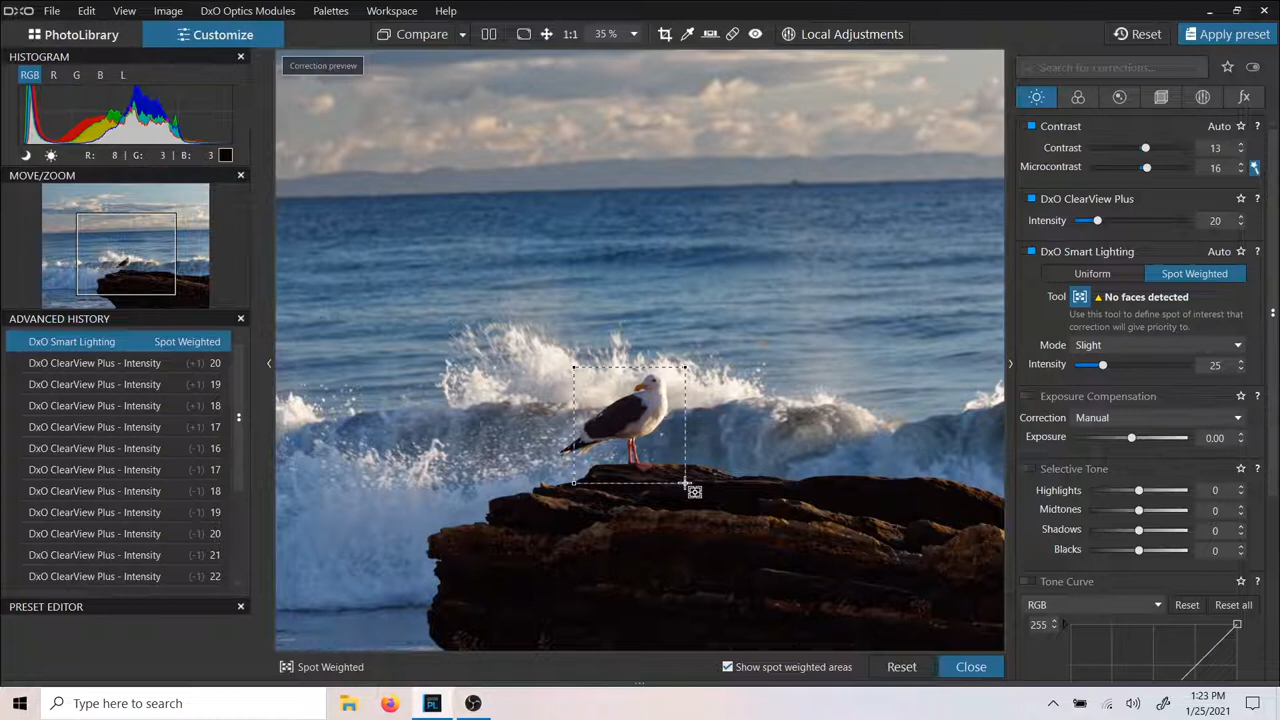 DXO File Edit View Image DxO Optics Modules Palettes Workspace Help
PhotoLibrary Customize Compare 1:1 35 % Local Adjustments Reset Apply preset
HISTOGRAM
RGB R G B L
R: 8 G: 3 B: 3
MOVE/ZOOM
ADVANCED HISTORY
DxO Smart Lighting Spot Weighted
DxO ClearView Plus - Intensity (+1) 20
DxO ClearView Plus - Intensity (+1) 19
DxO ClearView Plus - Intensity (+1) 18
DxO ClearView Plus - Intensity (+1) 17
DxO ClearView Plus - Intensity (-1) 16
DxO ClearView Plus - Intensity (-1) 17
DxO ClearView Plus - Intensity (-1) 18
DxO ClearView Plus - Intensity (-1) 19
DxO ClearView Plus - Intensity (-1) 20
DxO ClearView Plus - Intensity (-1) 21
DxO ClearView Plus - Intensity (-1) 22
PRESET EDITOR
Correction preview
Spot Weighted Show spot weighted areas Reset Close
Search for corrections...
fx
Contrast Auto ?
Contrast 13
Microcontrast 16
DxO ClearView Plus ?
Intensity 20
DxO Smart Lighting Auto ?
Uniform Spot Weighted
Tool No faces detected
Use this tool to define spot of interest that
correction will give priority to.
Mode Slight
Intensity 25
Exposure Compensation ?
Correction Manual
Exposure 0.00
Selective Tone ?
Highlights 0
Midtones 0
Shadows 0
Blacks 0
Tone Curve ?
RGB Reset Reset all
255
Type here to search
PL
1:23 PM
1/25/2021